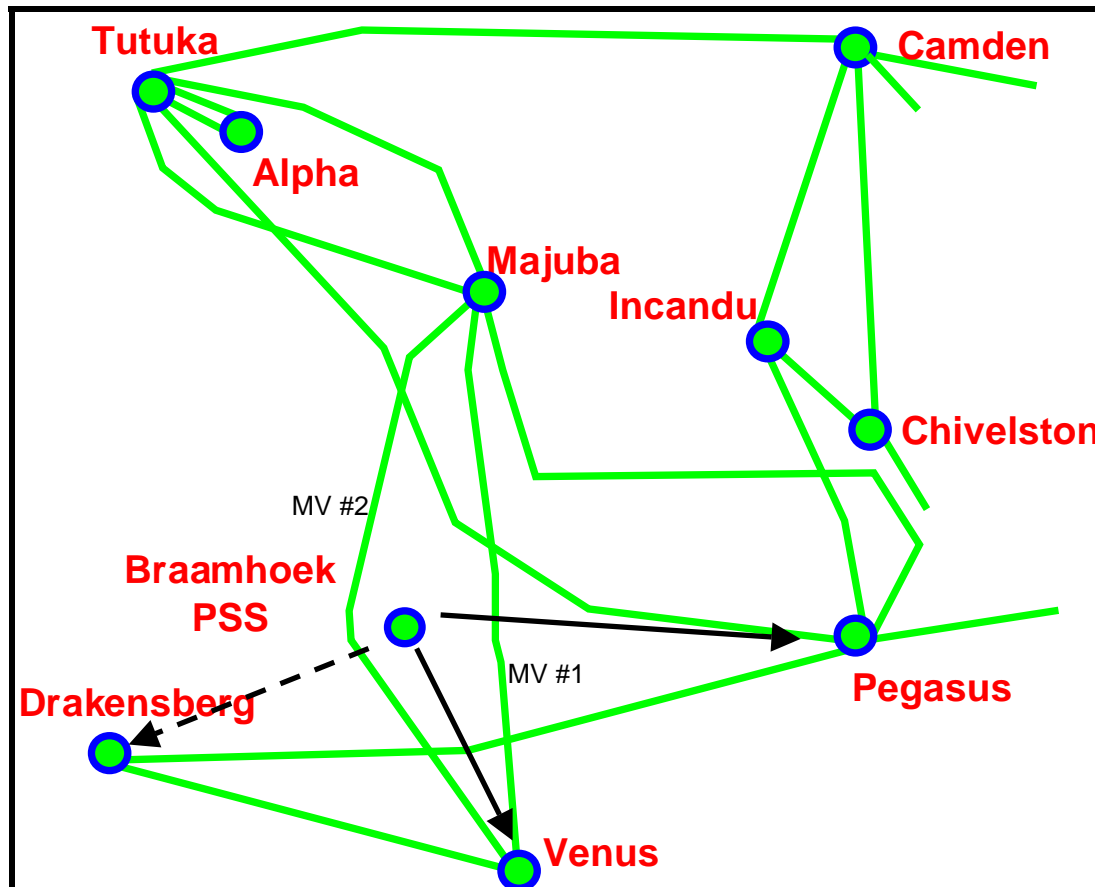 Tutuka
Camden
Alpha
Majuba
Incandu
Chivelston
MV #2
Braamhoek
PSS
MV #1
Drakensberg
Pegasus
Venus